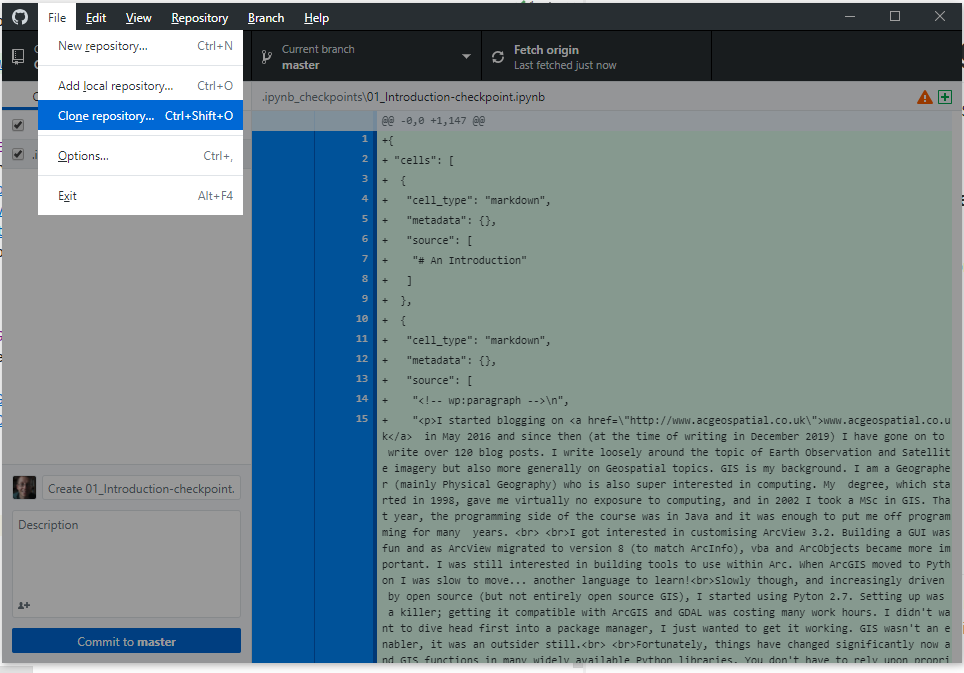 File Edit View Repository Branch Help
New repository... Ctrl+N
Add local repository... Ctrl+O
Clone repository... Ctrl+Shift+O
Options... Ctrl+,
Exit Alt+F4
Current branch
master
Fetch origin
Last fetched just now
.ipynb_checkpoints\01_Introduction-checkpoint.ipynb
@@ -0,0 +1,147 @@
1 +{
2 + "cells": [
3 + {
4 + "cell_type": "markdown",
5 + "metadata": {},
6 + "source": [
7 + "# An Introduction"
8 + ]
9 + },
10 + {
11 + "cell_type": "markdown",
12 + "metadata": {},
13 + "source": [
14 + "<!-- wp:paragraph -->\n",
15 + "<p>I started blogging on <a href=\"http://www.acgeospatial.co.uk\">www.acgeospatial.co.u
k</a>  in May 2016 and since then (at the time of writing in December 2019) I have gone on to
write over 120 blog posts. I write loosely around the topic of Earth Observation and Satellit
e imagery but also more generally on Geospatial topics. GIS is my background. I am a Geographe
r (mainly Physical Geography) who is also super interested in computing. My  degree, which sta
rted in 1998, gave me virtually no exposure to computing, and in 2002 I took a MSc in GIS. Tha
t year, the programming side of the course was in Java and it was enough to put me off program
ming for many  years. <br> <br>I got interested in customising ArcView 3.2. Building a GUI was
fun and as ArcView migrated to version 8 (to match ArcInfo), vba and ArcObjects became more im
portant. I was still interested in building tools to use within Arc. When ArcGIS moved to Pyth
on I was slow to move... another language to learn!<br>Slowly though, and increasingly driven
by open source (but not entirely open source GIS), I started using Pyton 2.7. Setting up was
a killer; getting it compatible with ArcGIS and GDAL was costing many work hours. I didn't wa
nt to dive head first into a package manager, I just wanted to get it working. GIS wasn't an e
nabler, it was an outsider still.<br> <br>Fortunately, things have changed significantly now a
nd GIS functions in many widely available Python libraries. You don't have to rely upon propri
Create 01_Introduction-checkpoint.
Description
Commit to master